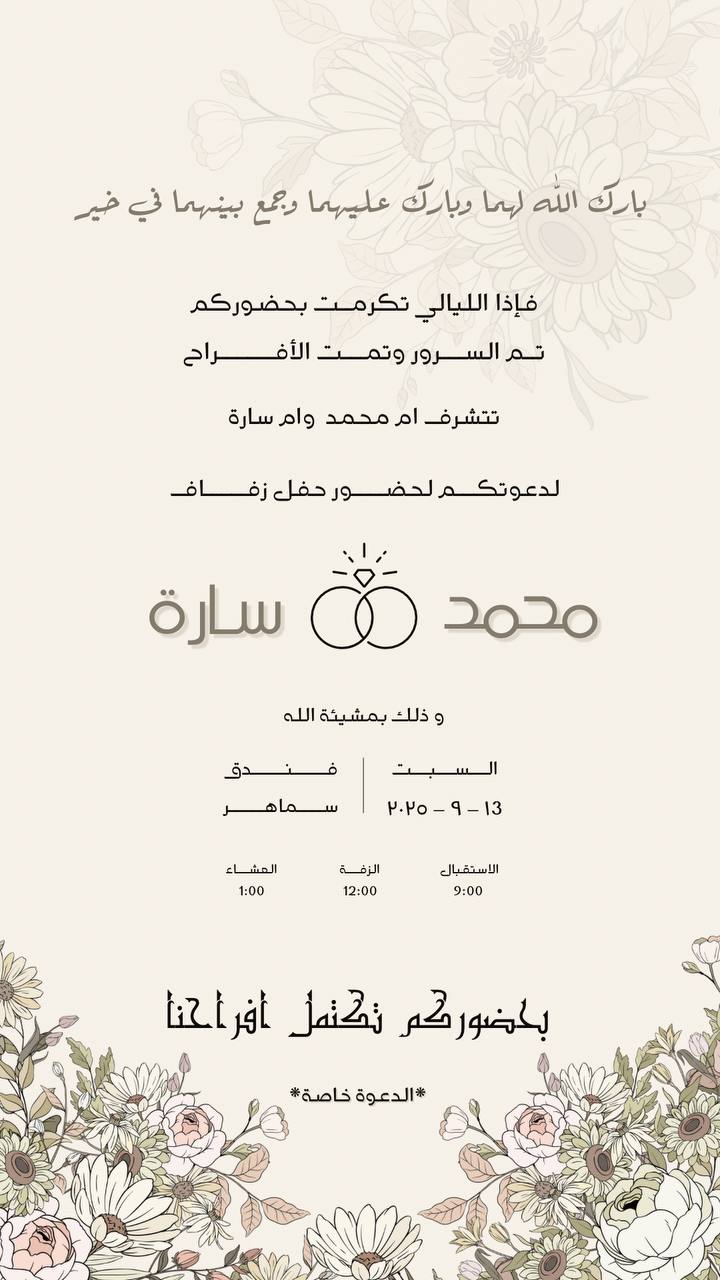 بارك الله لهما وبارك عليهما وجمع بينهما في خير
فإذا الليالي تكرمت بحضوركم
تم السرور وتمت الأفراح
تتشرف ام محمد وام سارة
لدعوتكم لحضور حفل زفاف
محمد سارة
و ذلك بمشيئة الله
السبت فندق
13 – 9 – ٢٠٢٥ سماهر
الاستقبال الزفة العشاء
9:00 12:00 1:00
بحضوركم تكتمل افراحنا
*الدعوة خاصة*